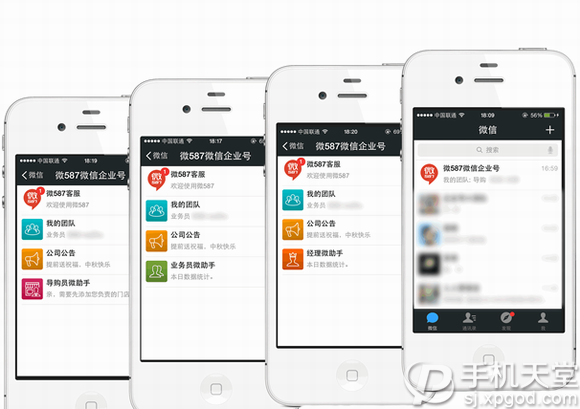 中国联通 18:19
微信 微587微信企业号
微587客服
欢迎使用微587
我的团队
业务员
公司公告
提前送祝福，中秋快乐
导购员微助手
亲，需要先添加您负责的门店
中国联通 18:17
微信 微587微信企业号
微587客服
欢迎使用微587
我的团队
业务员
公司公告
提前送祝福，中秋快乐
业务员微助手
本日数据统计。
中国联通 18:20 69
微信 微587微信企业号
微587客服
欢迎使用微587
我的团队
业务员
公司公告
提前送祝福，中秋快乐
经理微助手
本日数据统计。
中国联通 18:09 56%
微信 +
搜索
微587微信企业号 16:59
我的团队: 导购
微信 通讯录 发现 我
手机天堂
sj.xpgod.com